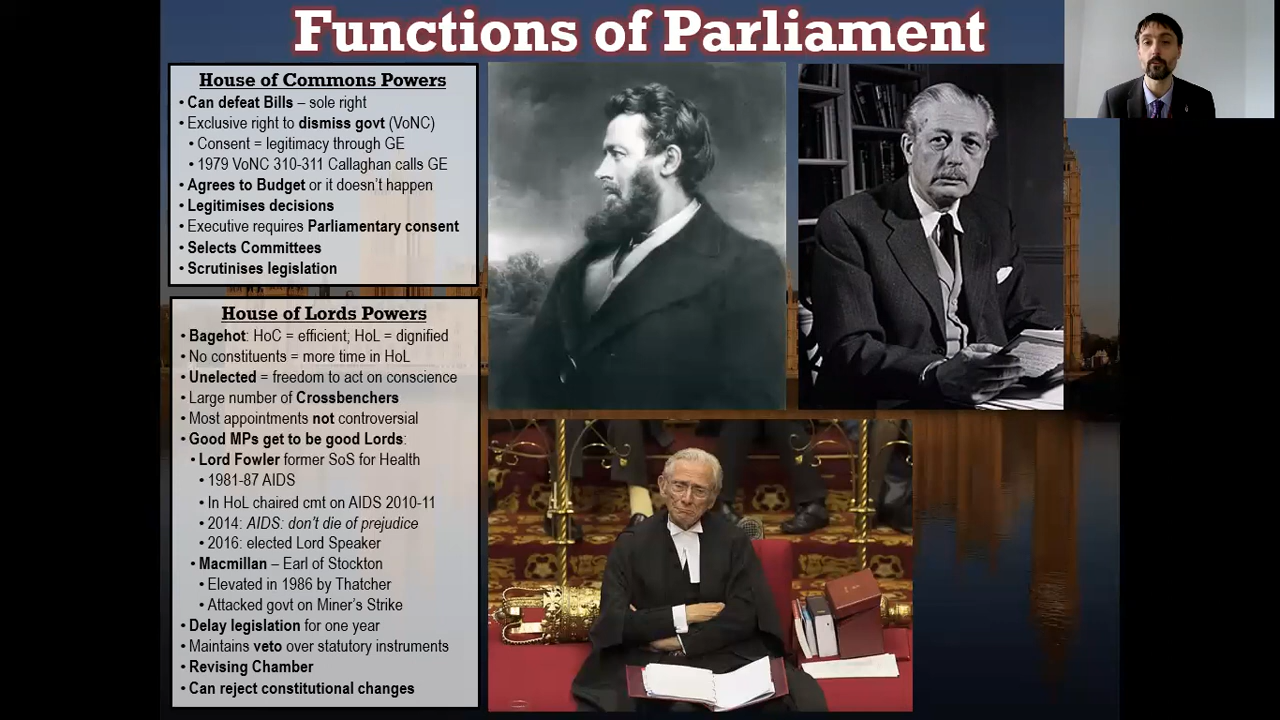 Functions of Parliament
House of Commons Powers
• Can defeat Bills – sole right
• Exclusive right to dismiss govt (VoNC)
• Consent = legitimacy through GE
• 1979 VoNC 310-311 Callaghan calls GE
• Agrees to Budget or it doesn't happen
• Legitimises decisions
• Executive requires Parliamentary consent
• Selects Committees
• Scrutinises legislation
House of Lords Powers
• Bagehot: HoC = efficient; HoL = dignified
• No constituents = more time in HoL
• Unelected = freedom to act on conscience
• Large number of Crossbenchers
• Most appointments not controversial
• Good MPs get to be good Lords:
• Lord Fowler former SoS for Health
• 1981-87 AIDS
• In HoL chaired cmt on AIDS 2010-11
• 2014: AIDS: don't die of prejudice
• 2016: elected Lord Speaker
• Macmillan – Earl of Stockton
• Elevated in 1986 by Thatcher
• Attacked govt on Miner's Strike
• Delay legislation for one year
• Maintains veto over statutory instruments
• Revising Chamber
• Can reject constitutional changes